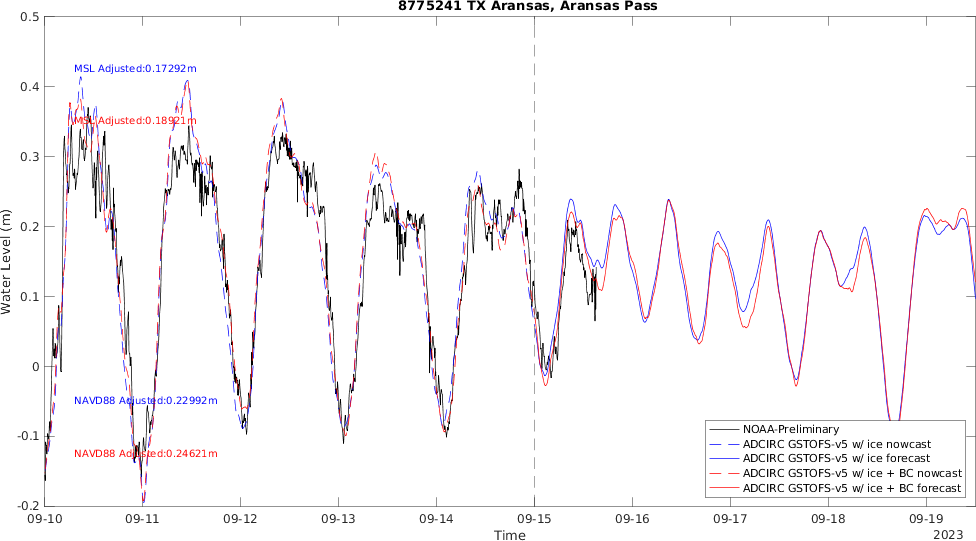 8775241 TX Aransas, Aransas Pass
0.5
0.4
0.3
0.2
0.1
0
-0.1
-0.2
Water Level (m)
MSL Adjusted:0.17292m
MSL Adjusted:0.18921m
NAVD88 Adjusted:0.22992m
NAVD88 Adjusted:0.24621m
NOAA-Preliminary
ADCIRC GSTOFS-v5 w/ ice nowcast
ADCIRC GSTOFS-v5 w/ ice forecast
ADCIRC GSTOFS-v5 w/ ice + BC nowcast
ADCIRC GSTOFS-v5 w/ ice + BC forecast
09-10 09-11 09-12 09-13 09-14 09-15 09-16 09-17 09-18 09-19
Time
2023